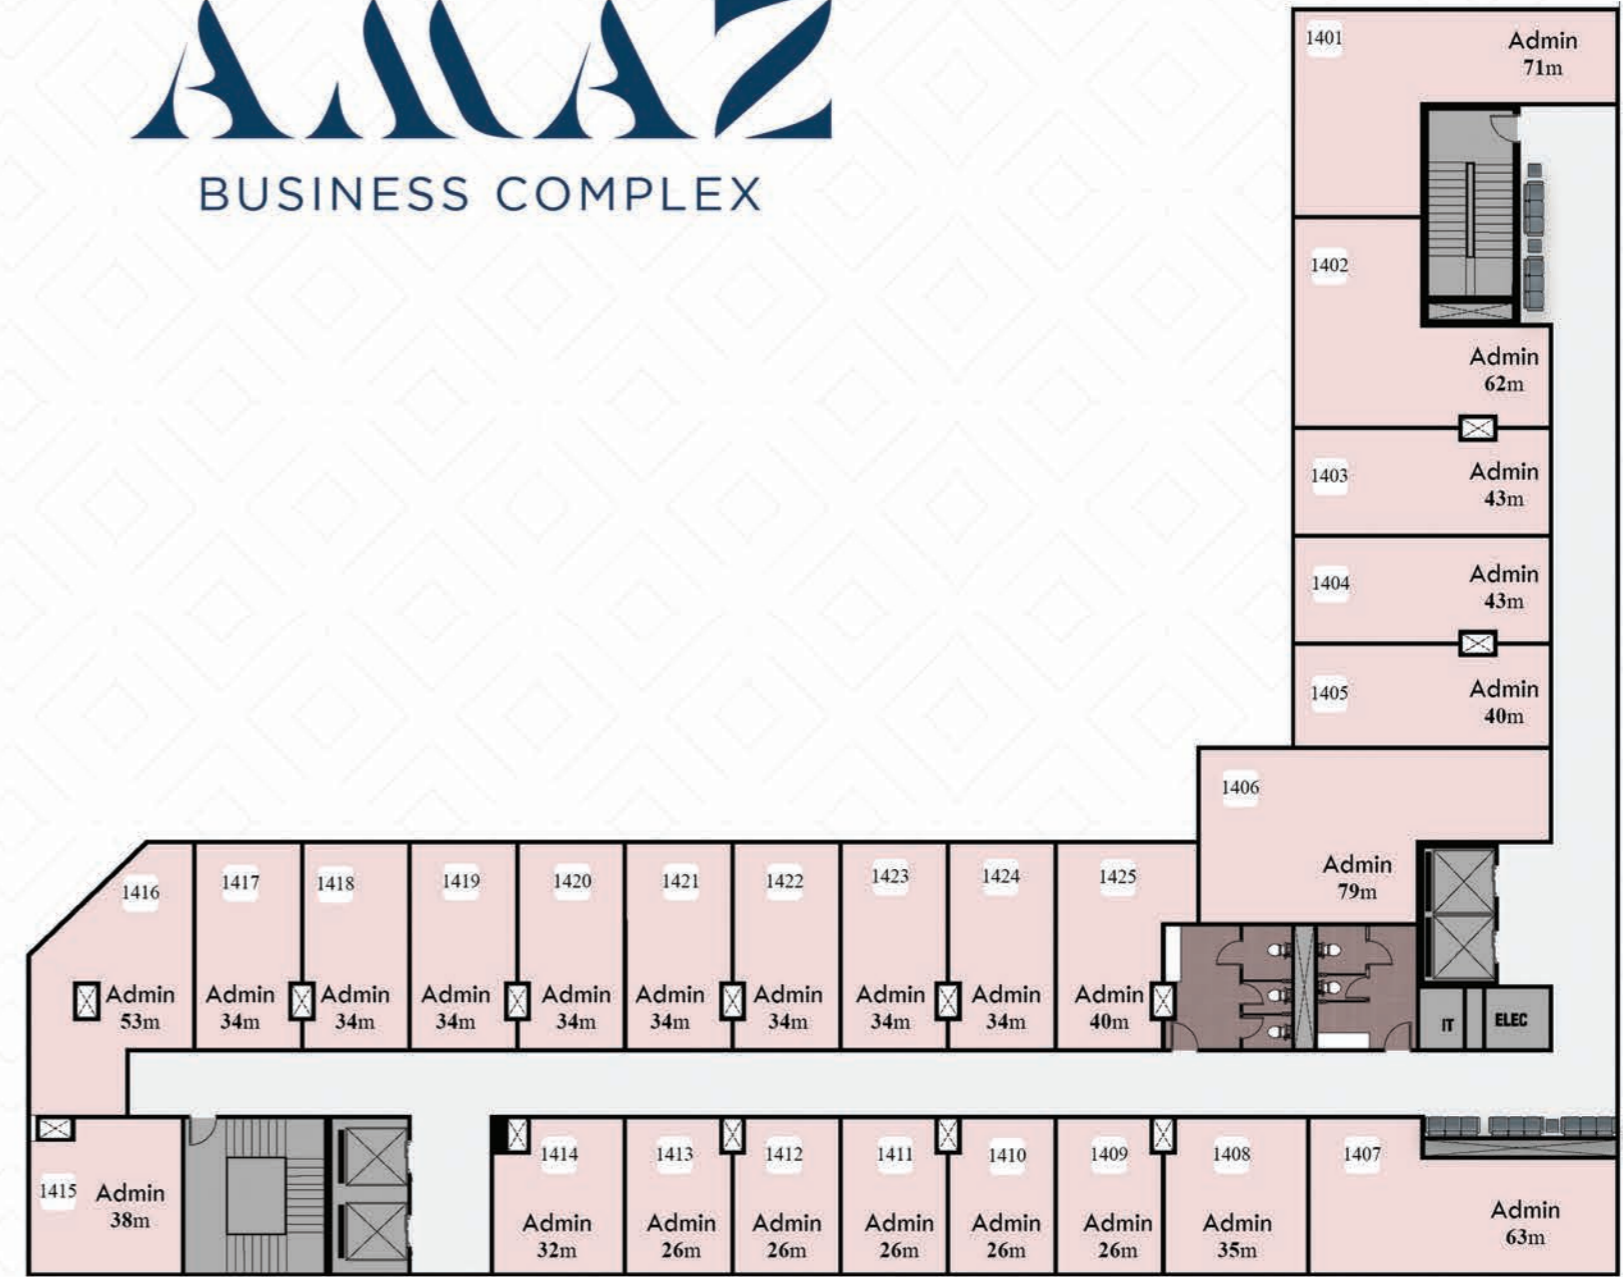 AMAZ
BUSINESS COMPLEX
1401
Admin
71m
1402
Admin
62m
1403
Admin
43m
1404
Admin
43m
1405
Admin
40m
1406
Admin
79m
1416
Admin
53m
1417
Admin
34m
1418
Admin
34m
1419
Admin
34m
1420
Admin
34m
1421
Admin
34m
1422
Admin
34m
1423
Admin
34m
1424
Admin
34m
1425
Admin
40m
IT
ELEC
1415
Admin
38m
1414
Admin
32m
1413
Admin
26m
1412
Admin
26m
1411
Admin
26m
1410
Admin
26m
1409
Admin
26m
1408
Admin
35m
1407
Admin
63m